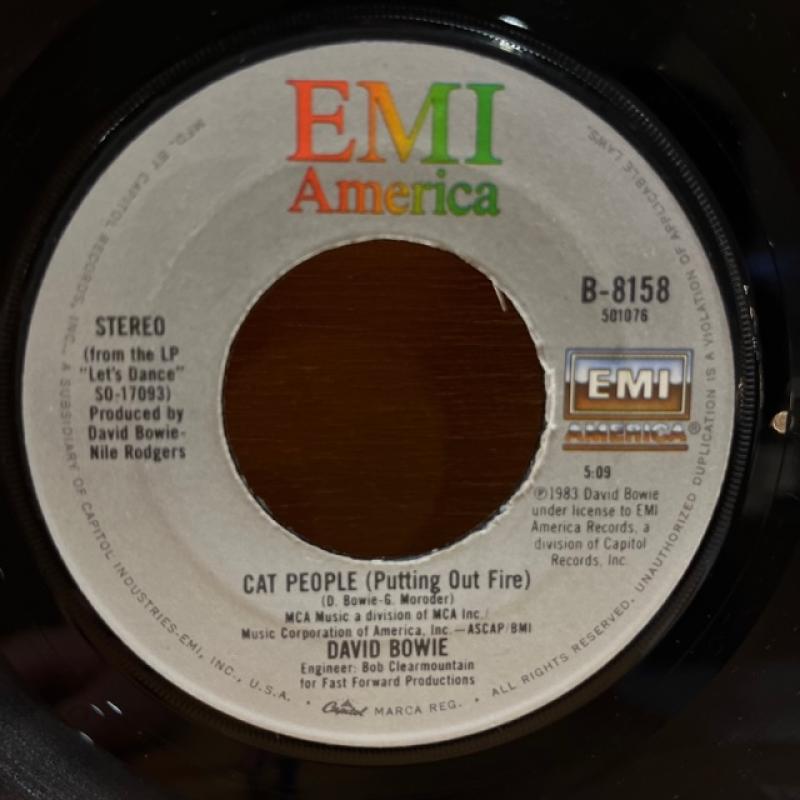 EMI
America
B-8158
501076
STEREO
(from the LP
"Let's Dance"
SO-17093)
Produced by
David Bowie-
Nile Rodgers
EMI
AMERICA®
5:09
℗1983 David Bowie
under license to EMI
America Records, a
division of Capitol
Records, Inc.
CAT PEOPLE (Putting Out Fire)
(D. Bowie-G. Moroder)
MCA Music a division of MCA Inc./
Music Corporation of America, Inc.—ASCAP/BMI
DAVID BOWIE
Engineer: Bob Clearmountain
for Fast Forward Productions
MFD. BY CAPITOL RECORDS, INC., A SUBSIDIARY OF CAPITOL INDUSTRIES-EMI, INC., U.S.A. • Capitol MARCA REG. • ALL RIGHTS RESERVED. UNAUTHORIZED DUPLICATION IS A VIOLATION OF APPLICABLE LAWS.